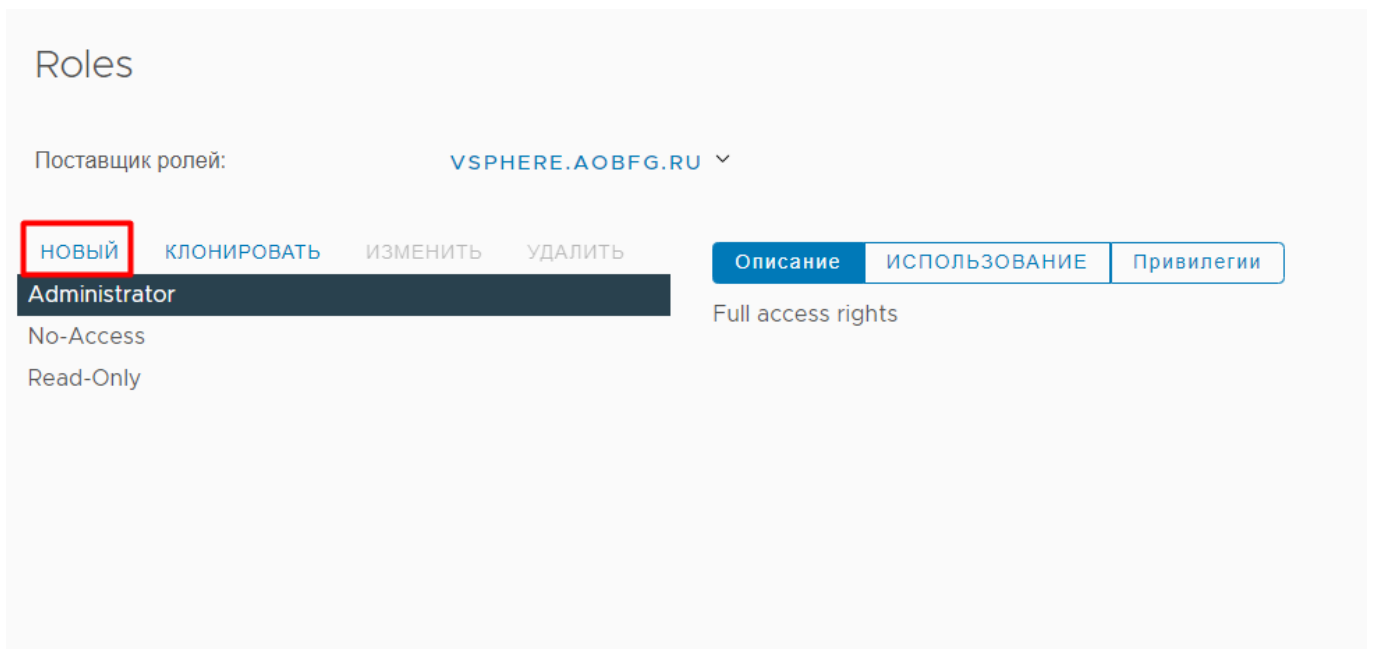 Roles
Поставщик ролей: VSPHERE.AOBFG.RU
НОВЫЙ КЛОНИРОВАТЬ ИЗМЕНИТЬ УДАЛИТЬ
Описание ИСПОЛЬЗОВАНИЕ Привилегии
Administrator
Full access rights
No-Access
Read-Only